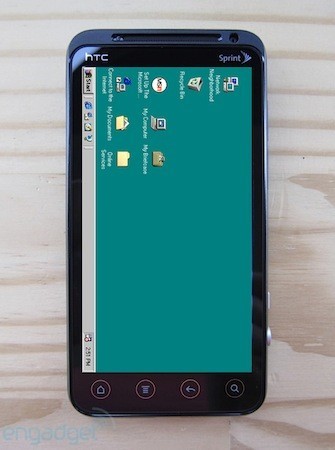 hTC
Sprint
Network
Neighborhood
Recycle Bin
Set Up The
Microsoft ...
My Computer
My Briefcase
Connect to the
Internet
My Documents
Online
Services
Start
2:51 PM
engadget